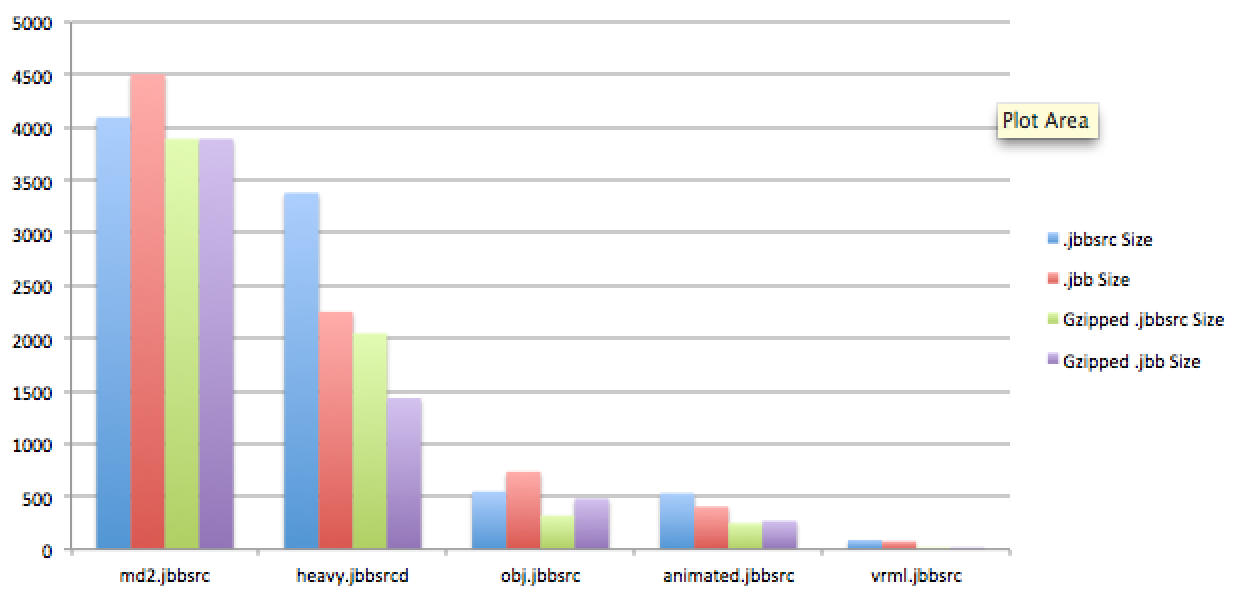 5000
4500
4000
3500
3000
2500
2000
1500
1000
500
0
md2.jbbsrc
heavy.jbbsrcd
obj.jbbsrc
animated.jbbsrc
vrml.jbbsrc
Plot Area
.jbbsrc Size
.jbb Size
Gzipped .jbbsrc Size
Gzipped .jbb Size